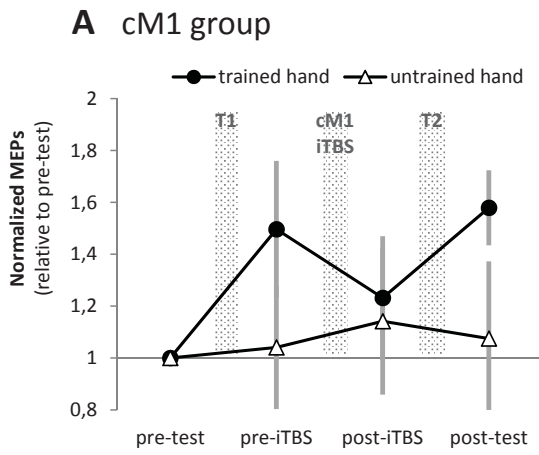 A cM1 group
trained hand untrained hand
Normalized MEPs
(relative to pre-test)
2
1,8
1,6
1,4
1,2
1
0,8
T1
cM1
iTBS
T2
pre-test pre-iTBS post-iTBS post-test